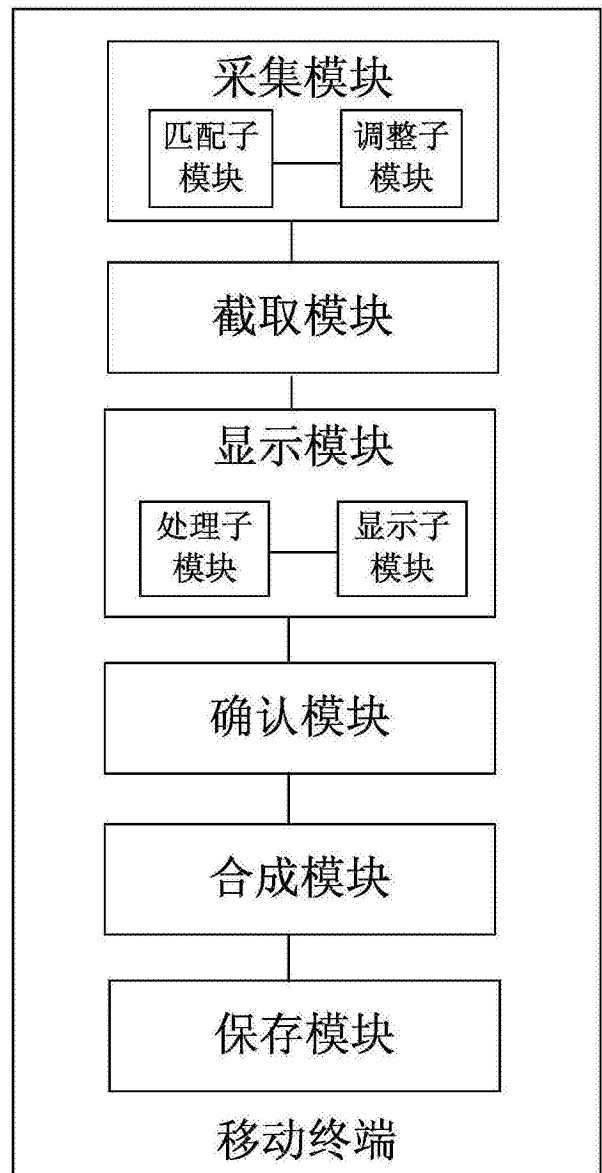 采集模块
匹配子
模块
调整子
模块
截取模块
显示模块
处理子
模块
显示子
模块
确认模块
合成模块
保存模块
移动终端